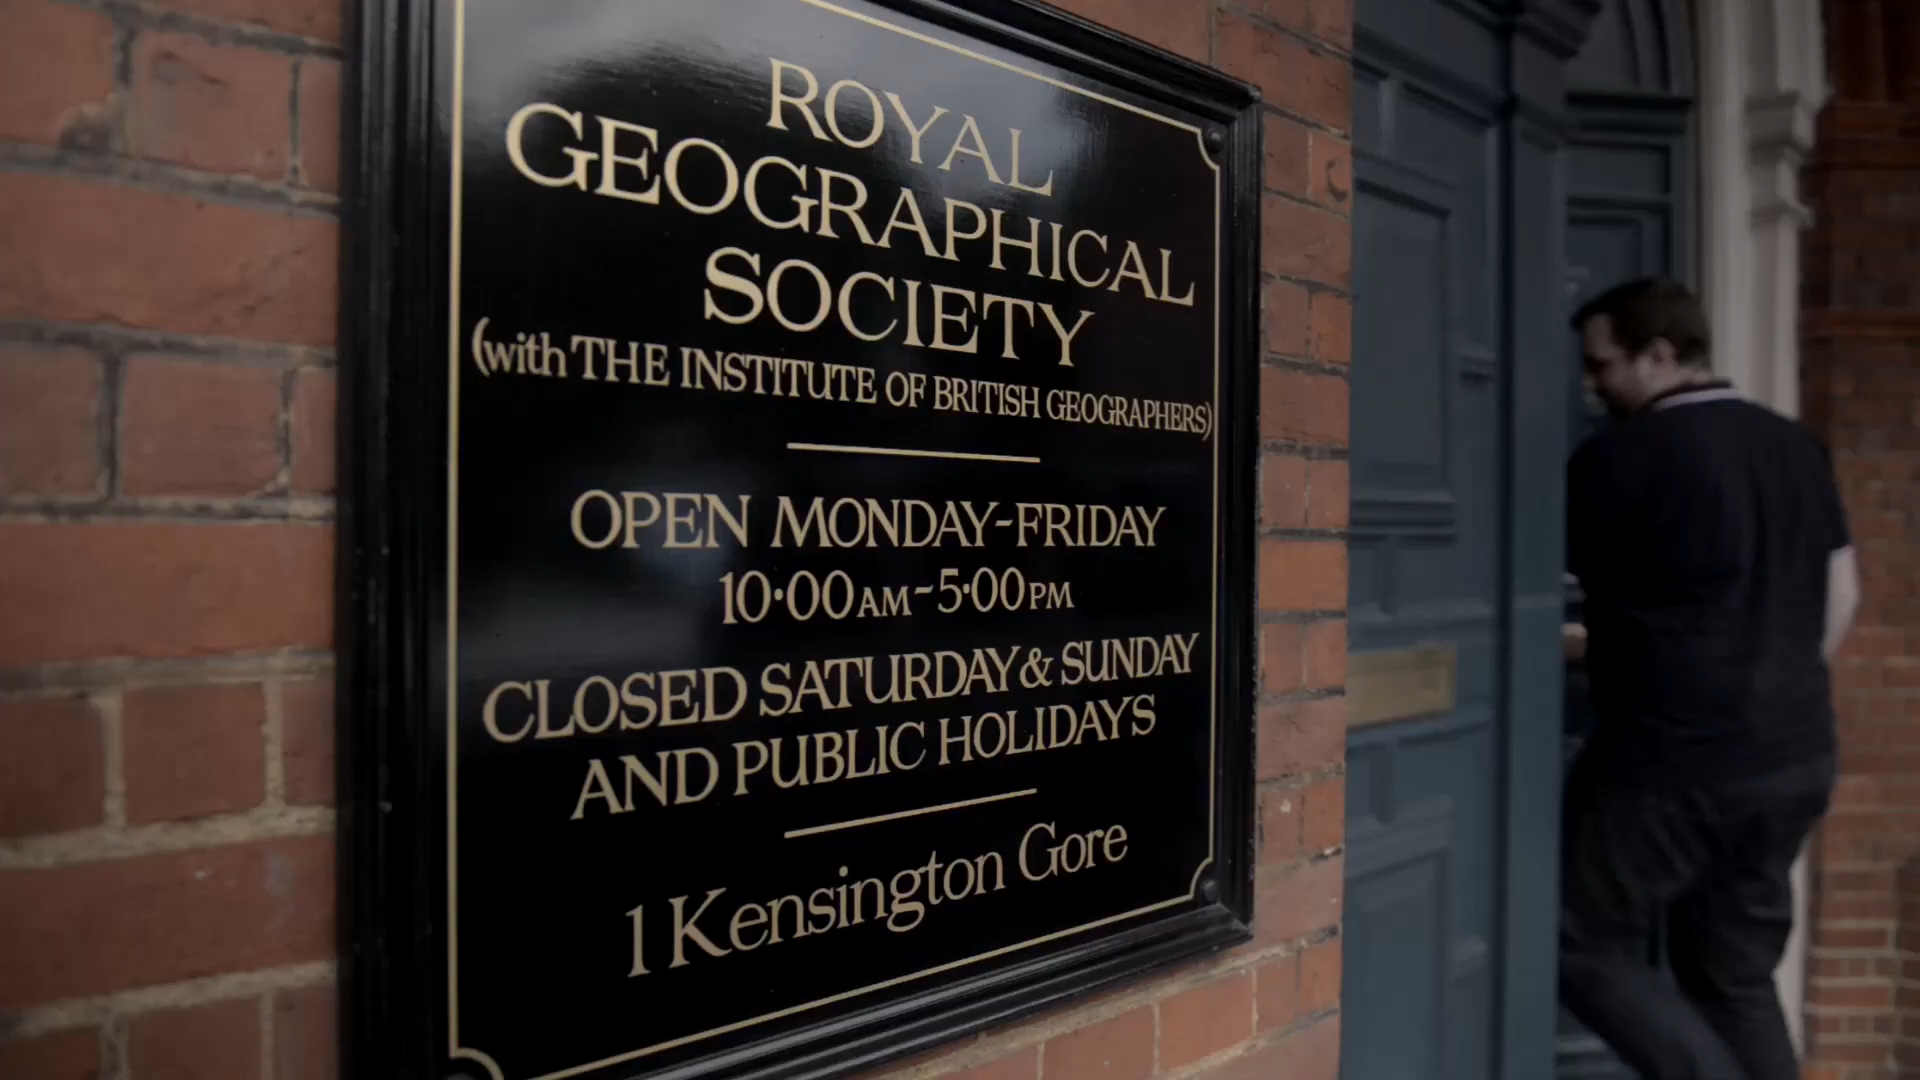 ROYAL
GEOGRAPHICAL
SOCIETY
(with THE INSTITUTE OF BRITISH GEOGRAPHERS)
OPEN MONDAY-FRIDAY
10·00AM-5·00PM
CLOSED SATURDAY & SUNDAY
AND PUBLIC HOLIDAYS
1 Kensington Gore